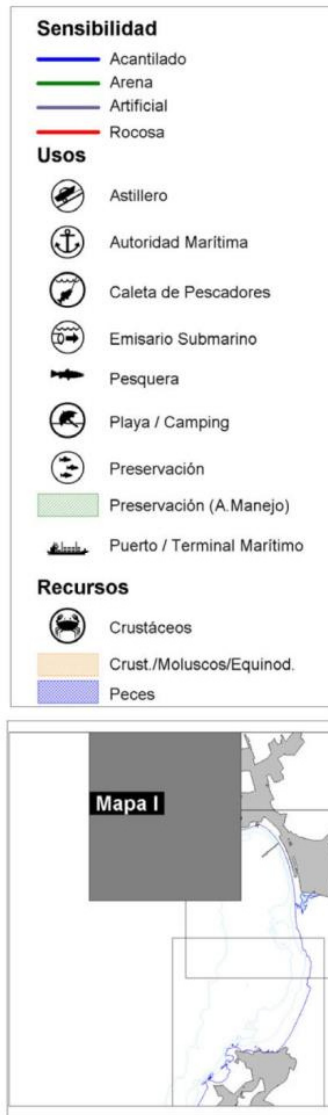 Sensibilidad
Acantilado
Arena
Artificial
Rocosa
Usos
Astillero
Autoridad Marítima
Caleta de Pescadores
Emisario Submarino
Pesquera
Playa / Camping
Preservación
Preservación (A.Manejo)
Puerto / Terminal Marítimo
Recursos
Crustáceos
Crust./Moluscos/Equinod.
Peces
Mapa I